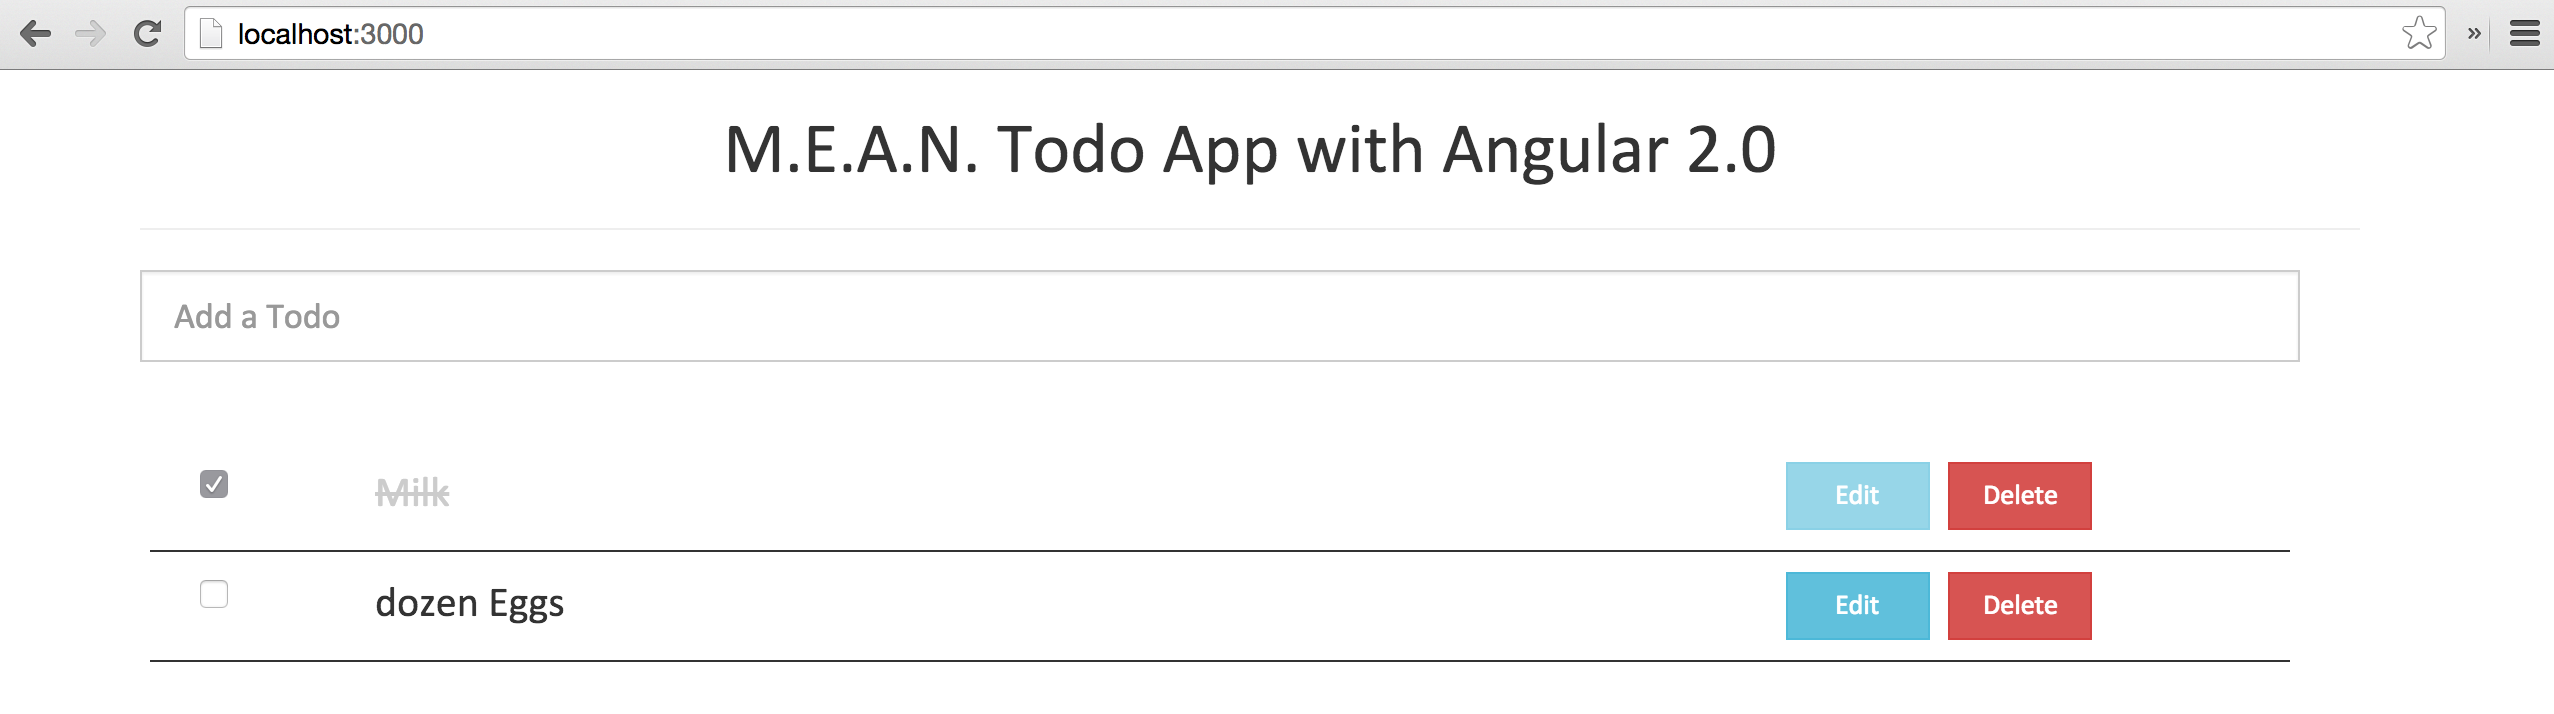 localhost:3000
M.E.A.N. Todo App with Angular 2.0
Add a Todo
Milk Edit Delete
dozen Eggs Edit Delete